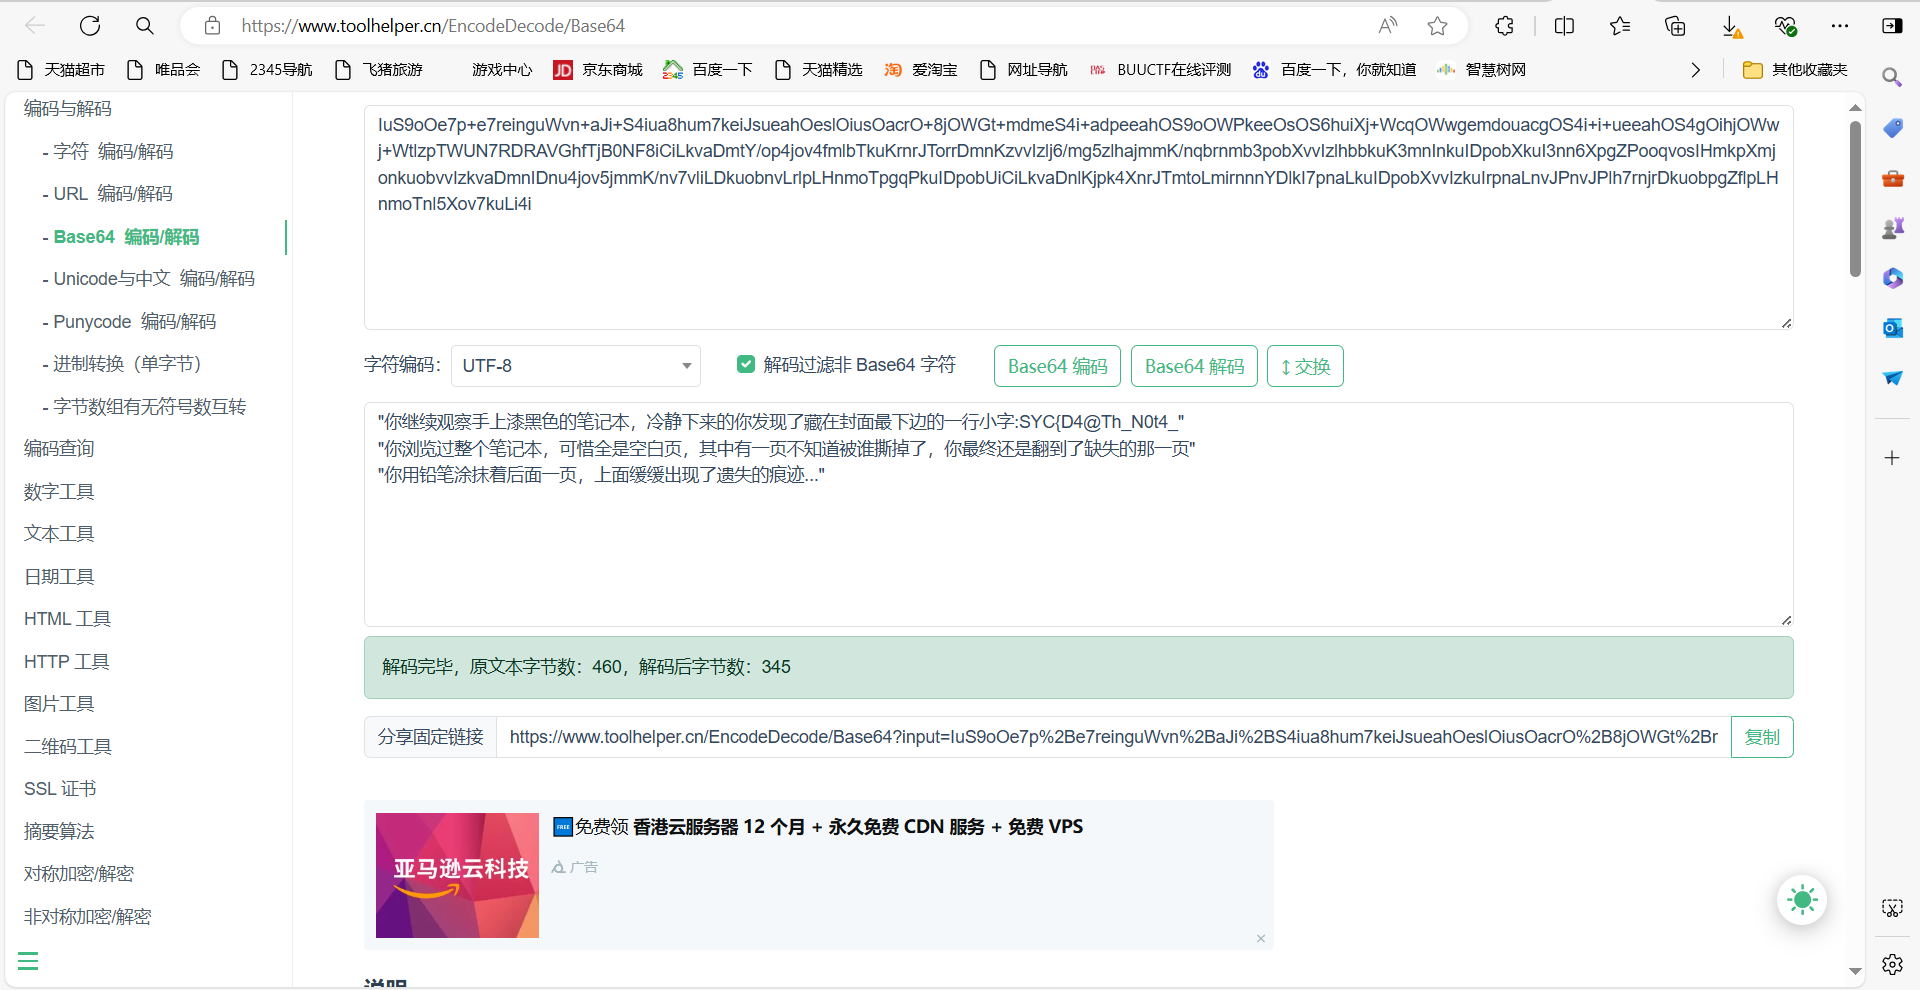 https://www.toolhelper.cn/EncodeDecode/Base64
天猫超市 唯品会 2345导航 飞猪旅游 游戏中心 京东商城 百度一下 天猫精选 爱淘宝 网址导航 BUUCTF在线评测 百度一下，你就知道 智慧树网 其他收藏夹
编码与解码
- 字符 编码/解码
- URL 编码/解码
- Base64 编码/解码
- Unicode与中文 编码/解码
- Punycode 编码/解码
- 进制转换（单字节）
- 字节数组有无符号数互转
编码查询
数字工具
文本工具
日期工具
HTML 工具
HTTP 工具
图片工具
二维码工具
SSL 证书
摘要算法
对称加密/解密
非对称加密/解密
IuS9oOe7p+e7reinguWvn+aJi+S4iua8hum7keiJsueahOeslOiusOacrO+8jOWGt+mdmeS4i+adpeeahOS9oOWPkeeOsOS6huiXj+WcqOWwgemdouacgOS4i+i+ueeahOS4gOihjOWw
j+WtlzpTWUN7RDRAVGhfTjB0NF8iCiLkvaDmtY/op4jov4fmlbTkuKrnrJTorrDmnKzvvIzlj6/mg5zlhajmmK/nqbrnmb3pobXvvIzlhbbkuK3mnInkuIDpobXkuI3nn6XpgZPooqvosIHmkpXmj
onkuobvvIzkvaDmnIDnu4jov5jmmK/nv7vliLDkuobnvLrlpLHnmoTpgqPkuIDpobUiCiLkvaDnlKjpk4XnrJTmtoLmirnnnYDlkI7pnaLkuIDpobXvvIzkuIrpnaLnvJPnvJPlh7rnjrDkuobpgZflpLH
nmoTnl5Xov7kuLi4i
字符编码： UTF-8 解码过滤非 Base64 字符 Base64 编码 Base64 解码 交换
"你继续观察手上漆黑色的笔记本，冷静下来的你发现了藏在封面最下边的一行小字:SYC{D4@Th_N0t4_"
"你浏览过整个笔记本，可惜全是空白页，其中有一页不知道被谁撕掉了，你最终还是翻到了缺失的那一页"
"你用铅笔涂抹着后面一页，上面缓缓出现了遗失的痕迹..."
解码完毕，原文本字节数：460，解码后字节数：345
分享固定链接 https://www.toolhelper.cn/EncodeDecode/Base64?input=IuS9oOe7p%2Be7reinguWvn%2BaJi%2BS4iua8hum7keiJsueahOeslOiusOacrO%2B8jOWGt%2Br 复制
亚马逊云科技
FREE 免费领 香港云服务器 12 个月 + 永久免费 CDN 服务 + 免费 VPS
广告
说明